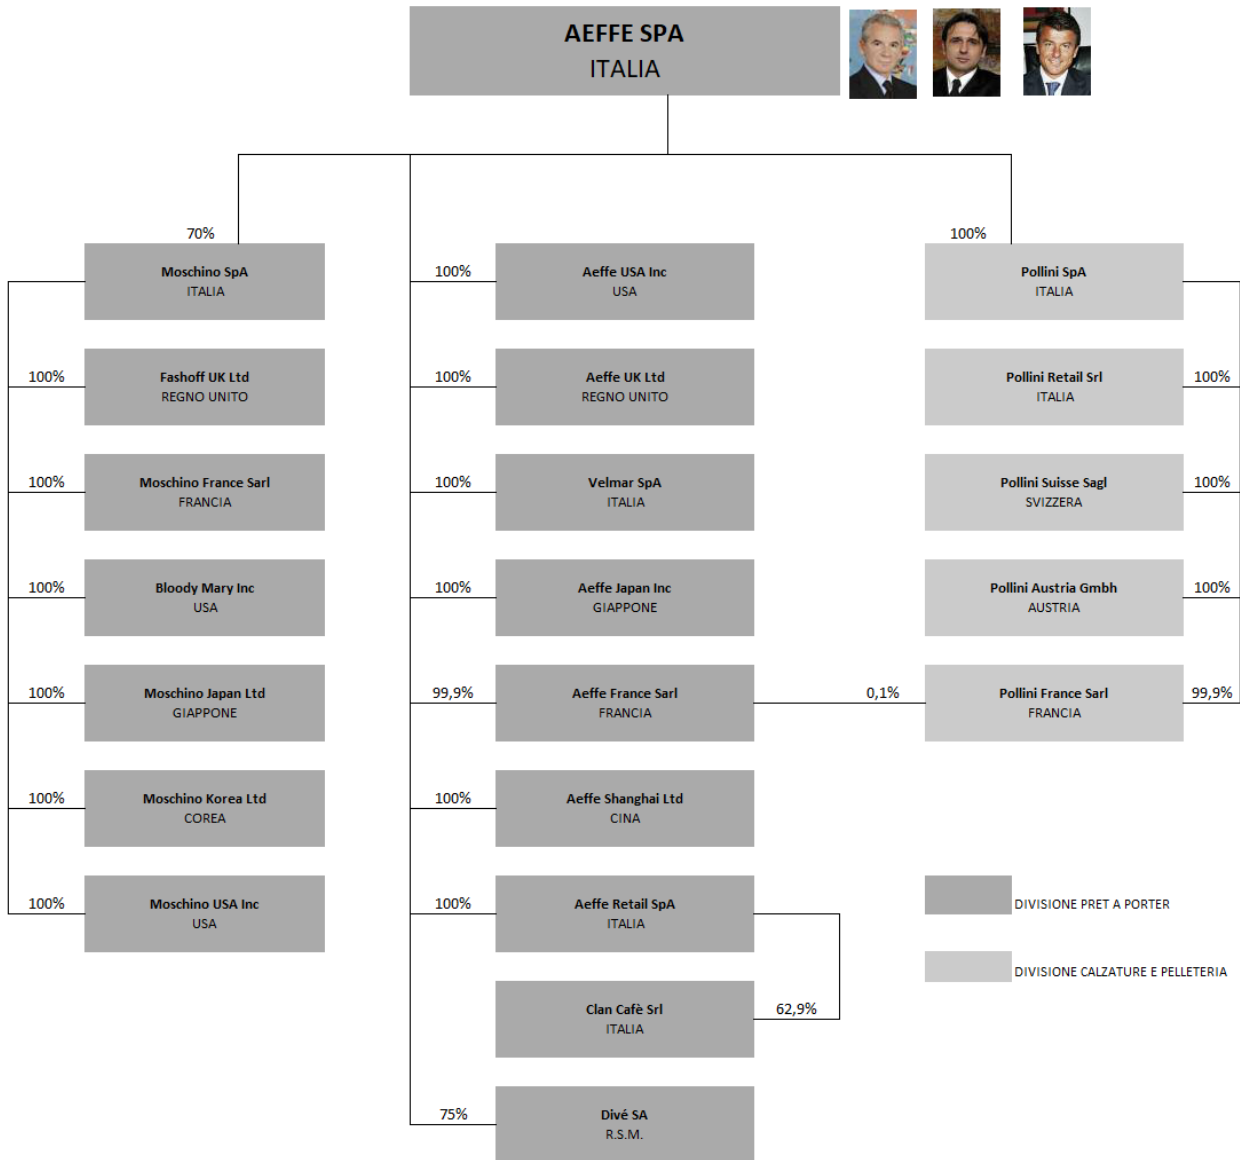 AEFFE SPA
ITALIA
70%
Moschino SpA
ITALIA
100%
Fashoff UK Ltd
REGNO UNITO
100%
Moschino France Sarl
FRANCIA
100%
Bloody Mary Inc
USA
100%
Moschino Japan Ltd
GIAPPONE
100%
Moschino Korea Ltd
COREA
100%
Moschino USA Inc
USA
100%
Aeffe USA Inc
USA
100%
Aeffe UK Ltd
REGNO UNITO
100%
Velmar SpA
ITALIA
100%
Aeffe Japan Inc
GIAPPONE
99,9%
Aeffe France Sarl
FRANCIA
0,1%
100%
Aeffe Shanghai Ltd
CINA
100%
Aeffe Retail SpA
ITALIA
Clan Cafè Srl
ITALIA
62,9%
75%
Divé SA
R.S.M.
100%
Pollini SpA
ITALIA
Pollini Retail Srl
ITALIA
100%
Pollini Suisse Sagl
SVIZZERA
100%
Pollini Austria Gmbh
AUSTRIA
100%
Pollini France Sarl
FRANCIA
99,9%
DIVISIONE PRET A PORTER
DIVISIONE CALZATURE E PELLETERIA